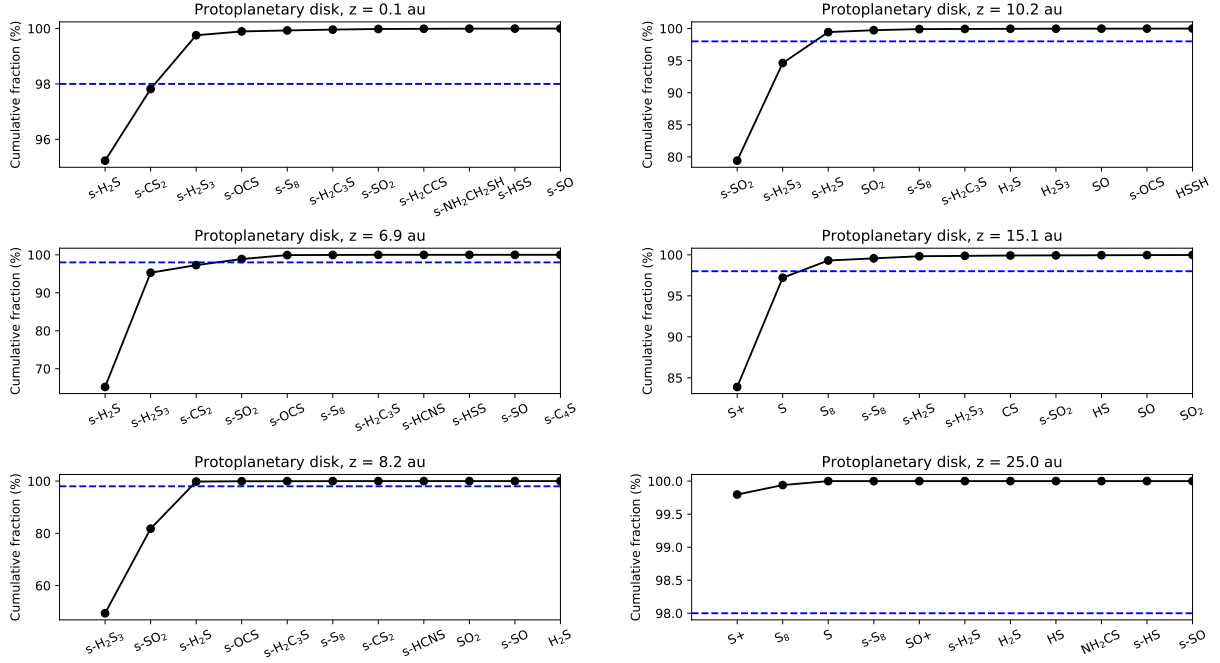 Protoplanetary disk, z = 0.1 au
Cumulative fraction (%)
100
98
96
s-H₂S s-CS₂ s-H₂S₃ s-OCS s-S₈ s-H₂C₃S s-SO₂ s-H₂CCS s-NH₂CH₂SH s-HSS s-SO
Protoplanetary disk, z = 10.2 au
Cumulative fraction (%)
100
95
90
85
80
s-SO₂ s-H₂S₃ s-H₂S SO₂ s-S₈ s-H₂C₃S H₂S H₂S₃ SO s-OCS HSSH
Protoplanetary disk, z = 6.9 au
Cumulative fraction (%)
100
90
80
70
s-H₂S s-H₂S₃ s-CS₂ s-SO₂ s-OCS s-S₈ s-H₂C₃S s-HCNS s-HSS s-SO s-C₄S
Protoplanetary disk, z = 15.1 au
Cumulative fraction (%)
100
95
90
85
S+ S S₈ s-S₈ s-H₂S s-H₂S₃ CS s-SO₂ HS SO SO₂
Protoplanetary disk, z = 8.2 au
Cumulative fraction (%)
100
80
60
s-H₂S₃ s-SO₂ s-H₂S s-OCS s-H₂C₃S s-S₈ s-CS₂ s-HCNS SO₂ s-SO H₂S
Protoplanetary disk, z = 25.0 au
Cumulative fraction (%)
100.0
99.5
99.0
98.5
98.0
S+ S₈ S s-S₈ SO+ s-H₂S H₂S HS NH₂CS s-HS s-SO